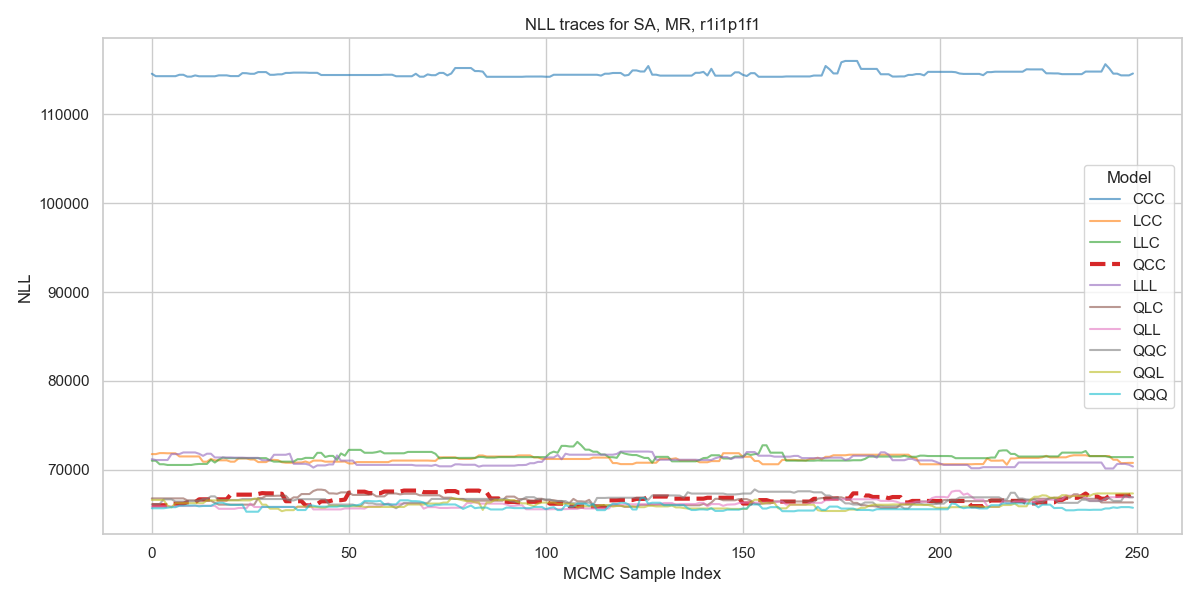 NLL traces for SA, MR, r1i1p1f1
NLL
110000
100000
90000
80000
70000
0
50
100
150
200
250
MCMC Sample Index
Model
CCC
LCC
LLC
QCC
LLL
QLC
QLL
QQC
QQL
QQQ